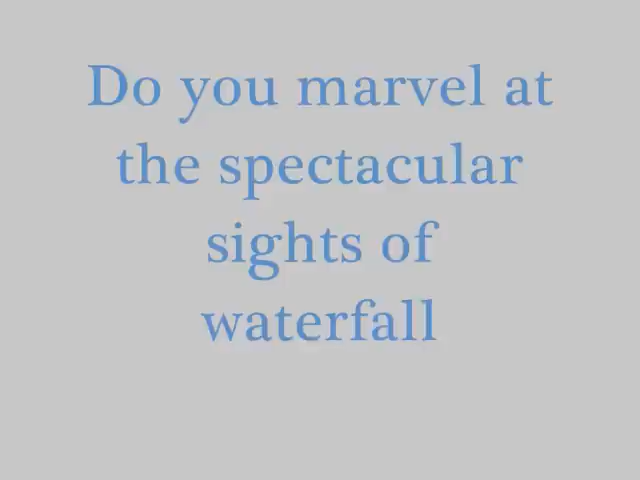 Do you marvel at
the spectacular
sights of
waterfall